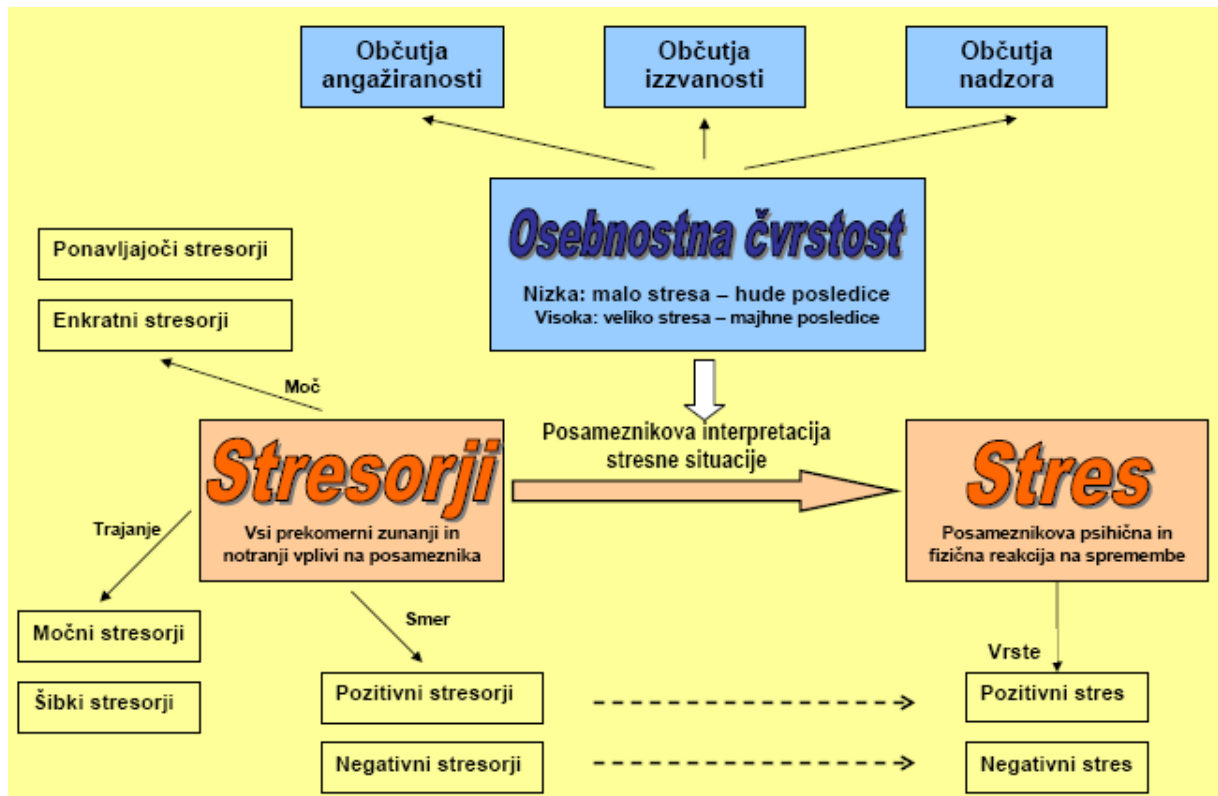 Občutja
angažiranosti
Občutja
izzvanosti
Občutja
nadzora
Osebnostna čvrstost
Nizka: malo stresa – hude posledice
Visoka: veliko stresa – majhne posledice
Ponavljajoči stresorji
Enkratni stresorji
Moč
Posameznikova interpretacija
stresne situacije
Stresorji
Vsi prekomerni zunanji in
notranji vplivi na posameznika
Stres
Posameznikova psihična in
fizična reakcija na spremembe
Trajanje
Močni stresorji
Šibki stresorji
Smer
Pozitivni stresorji
Negativni stresorji
Vrste
Pozitivni stres
Negativni stres